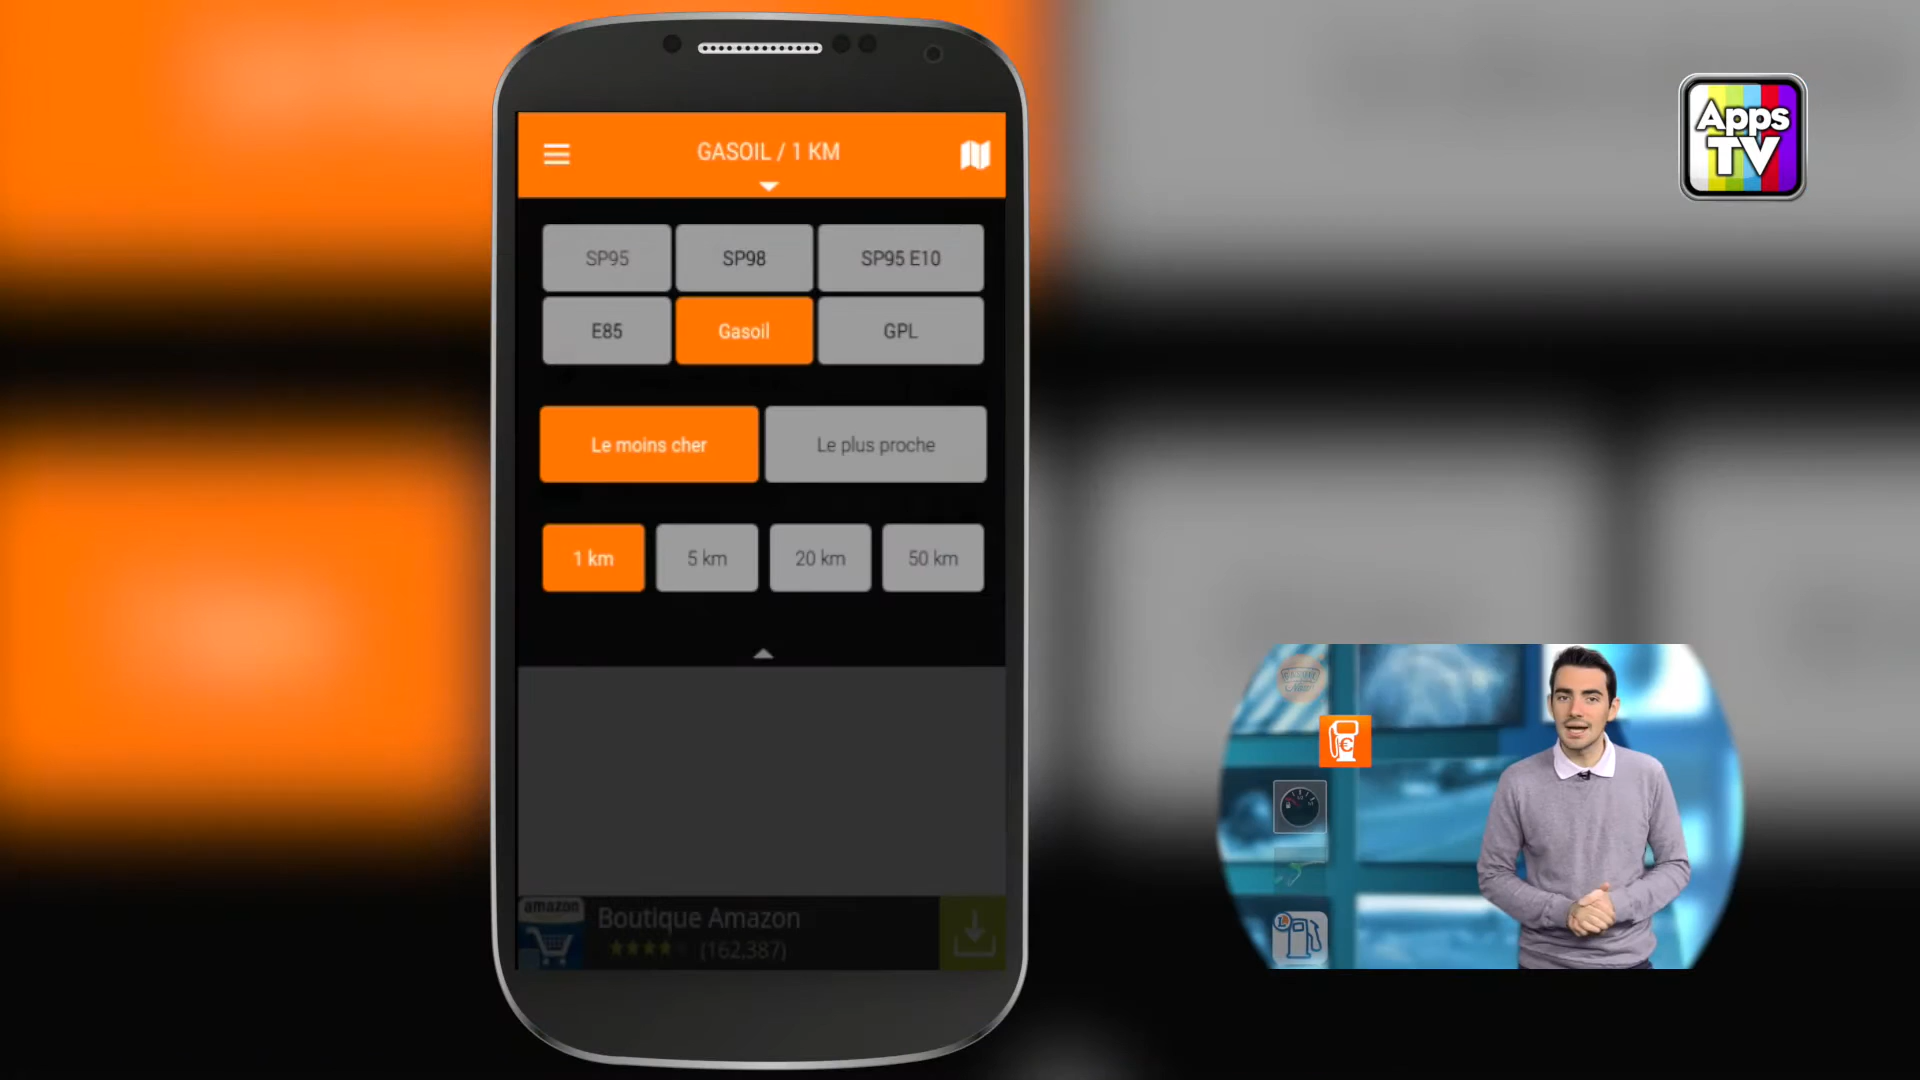 GASOIL / 1 KM
Apps
TV
SP95 SP98 SP95 E10
E85 Gasoil GPL
Le moins cher Le plus proche
1 km 5 km 20 km 50 km
amazon
Boutique Amazon
(162,387)
€